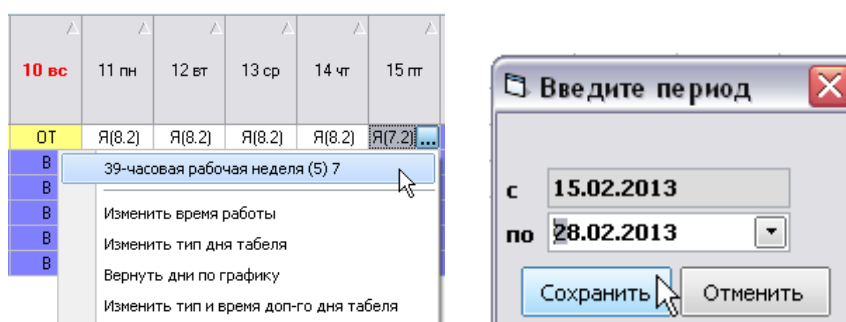 10 вс 11 пн 12 вт 13 ср 14 чт 15 пт
ОТ Я(8.2) Я(8.2) Я(8.2) Я(8.2) Я(7.2) ...
В
39-часовая рабочая неделя (5) 7
В
В
Изменить время работы
В
Изменить тип дня табеля
В
Вернуть дни по графику
Изменить тип и время доп-го дня табеля
Введите период
с 15.02.2013
по 28.02.2013
Сохранить Отменить